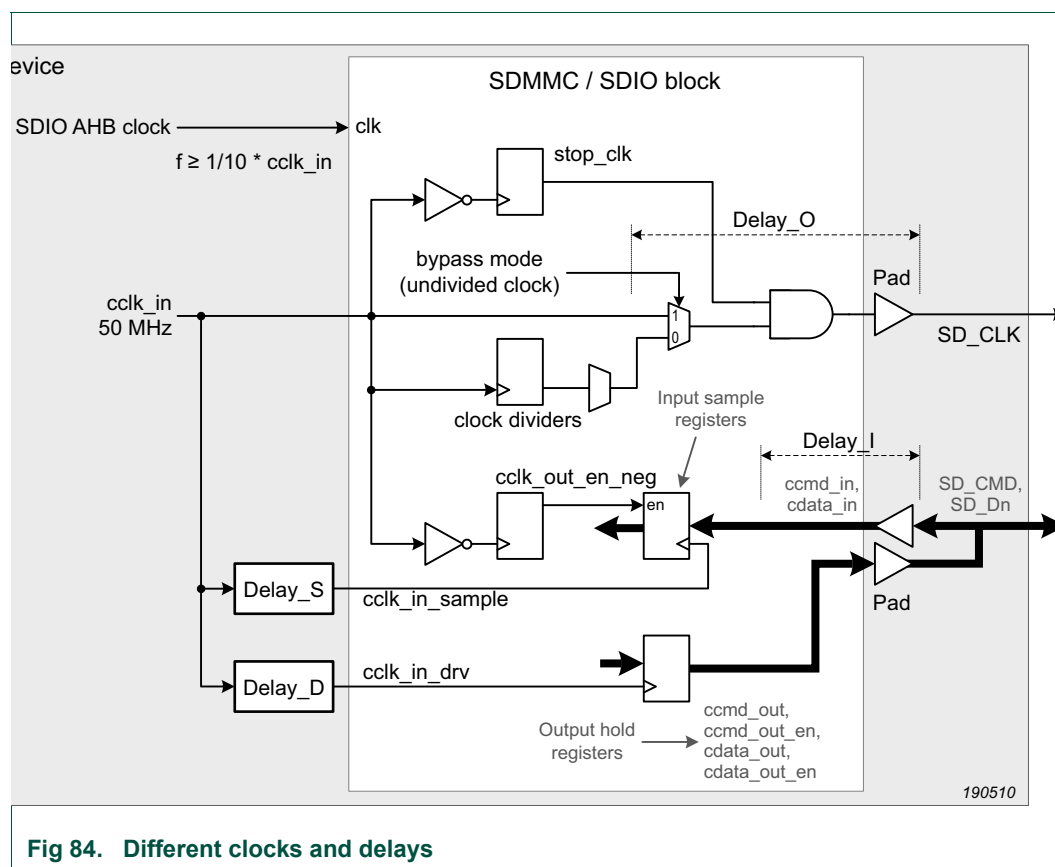 evice
SDMMC / SDIO block
SDIO AHB clock
clk
f ≥ 1/10 * cclk_in
stop_clk
Delay_O
bypass mode
(undivided clock)
Pad
cclk_in
50 MHz
1
0
SD_CLK
clock dividers
Input sample
registers
Delay_I
cclk_out_en_neg
ccmd_in,
cdata_in
SD_CMD,
SD_Dn
en
Delay_S
cclk_in_sample
Pad
Delay_D
cclk_in_drv
Output hold
registers
ccmd_out,
ccmd_out_en,
cdata_out,
cdata_out_en
190510
Fig 84. Different clocks and delays